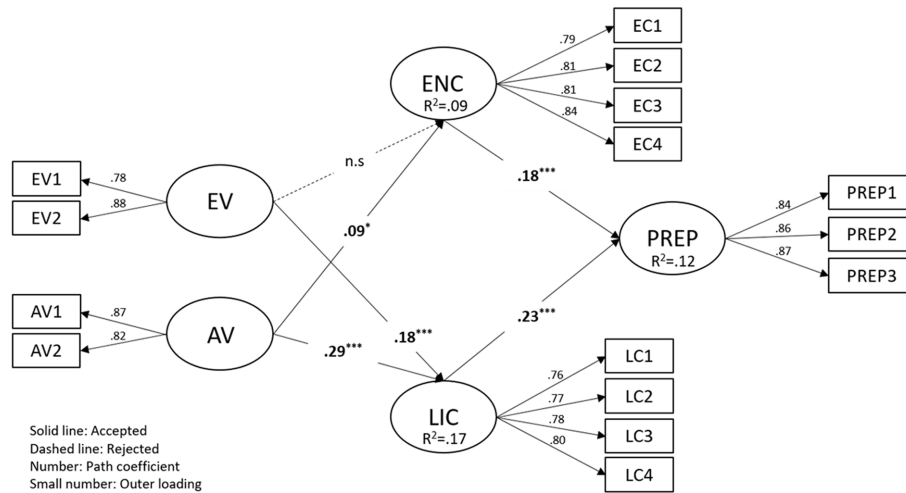 ENC
R²=.09
.79
.81
.81
.84
EC1
EC2
EC3
EC4
n.s
.18***
EV1
EV2
.78
.88
EV
.09*
PREP
R²=.12
.84
.86
.87
PREP1
PREP2
PREP3
AV1
AV2
.87
.82
AV
.29***
.18***
.23***
LIC
R²=.17
.76
.77
.78
.80
LC1
LC2
LC3
LC4
Solid line: Accepted
Dashed line: Rejected
Number: Path coefficient
Small number: Outer loading